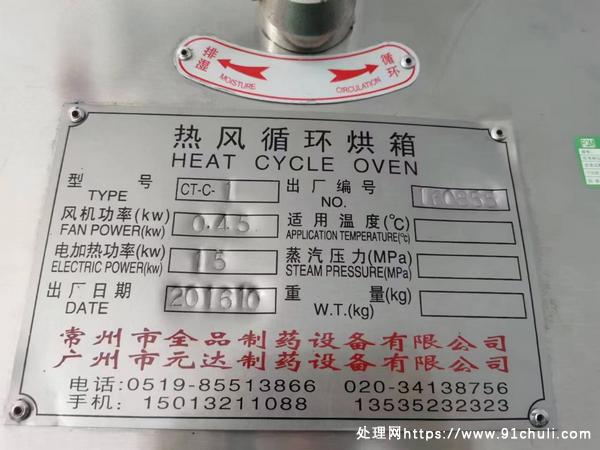 排湿 循环
MOISTURE CIRCULATION
热风循环烘箱
HEAT CYCLE OVEN
型号 CT-C-1 出厂编号
TYPE NO.
风机功率(kw) 0.45 适用温度(℃)
FAN POWER(kw) APPLICATION TEMPERATURE(℃)
电加热功率(kw) 15 蒸汽压力(MPa)
ELECTRIC POWER(kw) STEAM PRESSURE(MPa)
出厂日期 201610 重量(kg)
DATE W.T.(kg)
常州市全品制药设备有限公司
广州市元达制药设备有限公司
电话:0519-85513866 020-34138756
手机: 15013211088 13535232323
处理网https://www.91chuli.com/